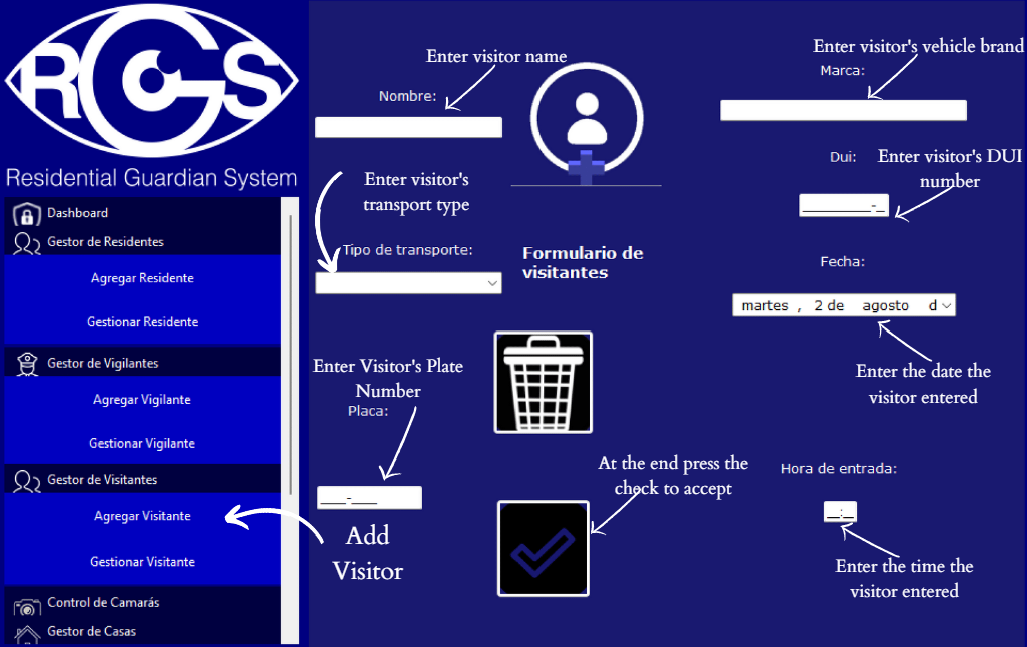 RGS
Residential Guardian System
Dashboard
Gestor de Residentes
Agregar Residente
Gestionar Residente
Gestor de Vigilantes
Agregar Vigilante
Gestionar Vigilante
Gestor de Visitantes
Agregar Visitante
Gestionar Visitante
Control de Camarás
Gestor de Casas
Enter visitor name
Nombre:
Enter visitor's
transport type
Tipo de transporte:
Formulario de
visitantes
Enter Visitor's Plate
Number
Placa:
___-___
Add
Visitor
At the end press the
check to accept
Enter visitor's vehicle brand
Marca:
Dui:
Enter visitor's DUI
number
________-_
Fecha:
martes , 2 de agosto d
Enter the date the
visitor entered
Hora de entrada:
__:__
Enter the time the
visitor entered